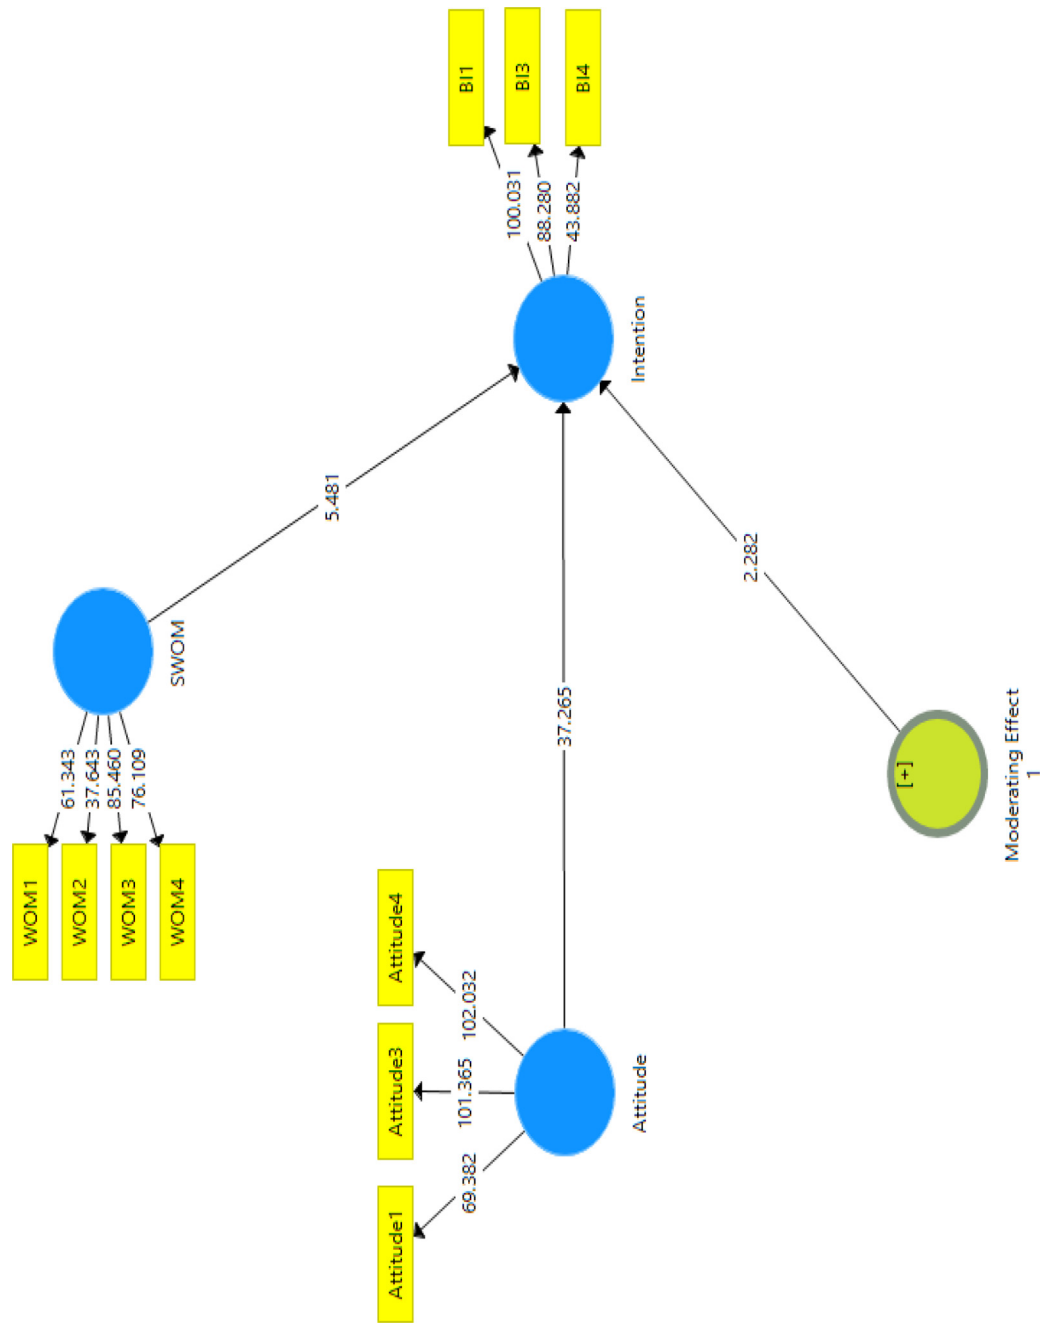 WOM1
WOM2
WOM3
WOM4
61.343
37.643
85.460
76.109
SWOM
5.481
Attitude1
Attitude3
Attitude4
69.382
101.365
102.032
Attitude
37.265
BI1
BI3
BI4
100.031
88.280
43.882
Intention
2.282
[+]
Moderating Effect
1